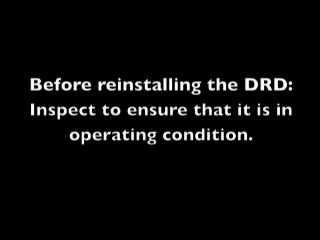 Before reinstalling the DRD:
Inspect to ensure that it is in
operating condition.